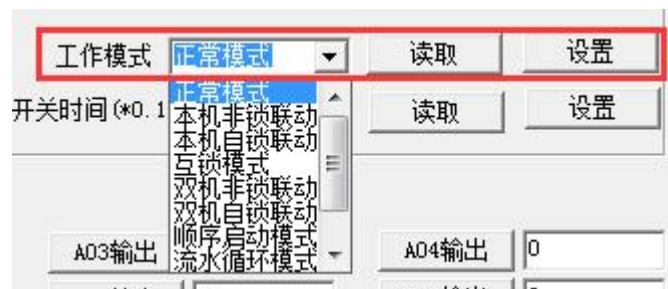 工作模式 正常模式 读取 设置
开关时间(*0.1 读取 设置
正常模式
本机非锁联动
本机自锁联动
互锁模式
双机非锁联动
双机自锁联动
顺序启动模式
流水循环模式
AO3输出 AO4输出 0